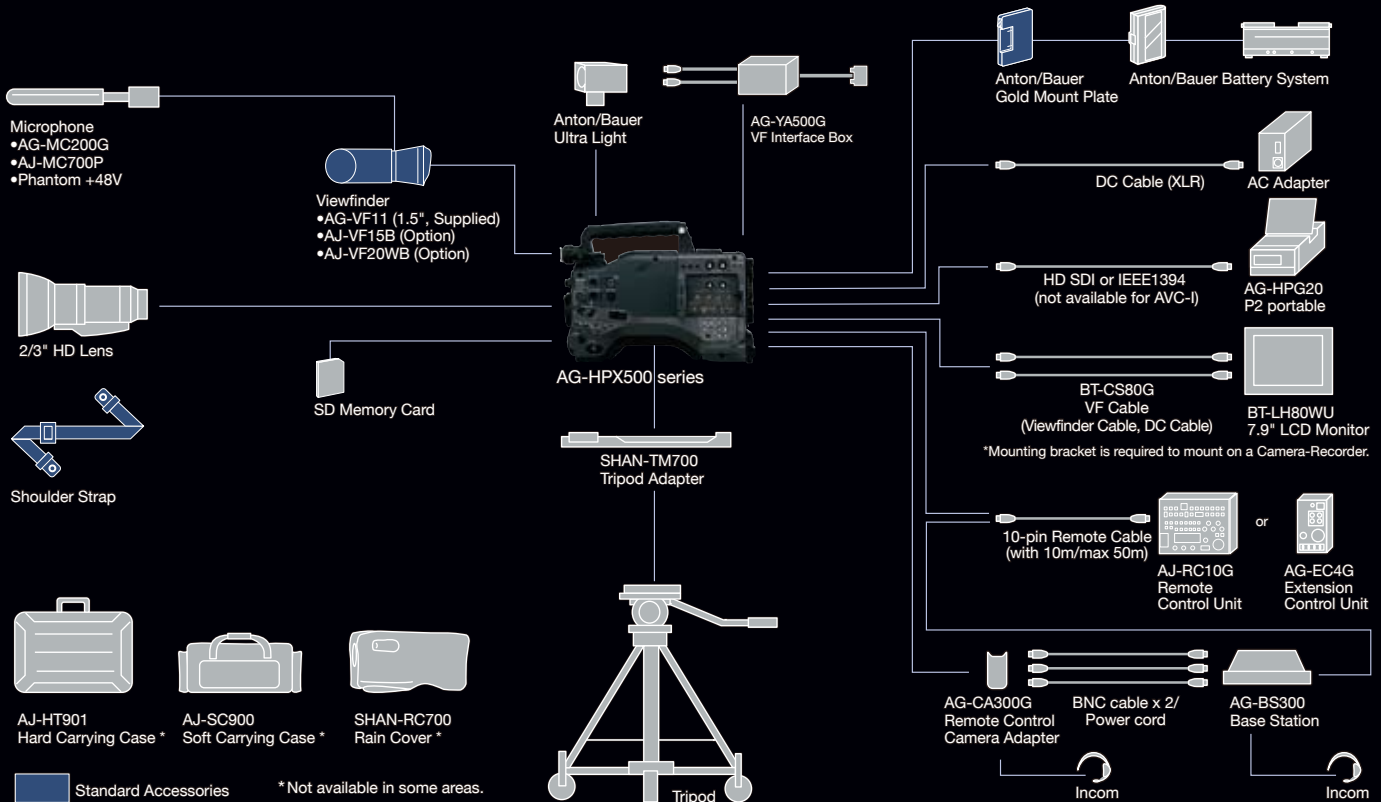 Microphone
•AG-MC200G
•AJ-MC700P
•Phantom +48V
Viewfinder
•AG-VF11 (1.5", Supplied)
•AJ-VF15B (Option)
•AJ-VF20WB (Option)
Anton/Bauer
Ultra Light
AG-YA500G
VF Interface Box
Anton/Bauer
Gold Mount Plate
Anton/Bauer Battery System
DC Cable (XLR)
AC Adapter
HD SDI or IEEE1394
(not available for AVC-I)
AG-HPG20
P2 portable
2/3" HD Lens
SD Memory Card
AG-HPX500 series
BT-CS80G
VF Cable
(Viewfinder Cable, DC Cable)
BT-LH80WU
7.9" LCD Monitor
*Mounting bracket is required to mount on a Camera-Recorder.
Shoulder Strap
SHAN-TM700
Tripod Adapter
10-pin Remote Cable
(with 10m/max 50m)
AJ-RC10G
Remote
Control Unit
or
AG-EC4G
Extension
Control Unit
AJ-HT901
Hard Carrying Case *
AJ-SC900
Soft Carrying Case *
SHAN-RC700
Rain Cover *
AG-CA300G
Remote Control
Camera Adapter
BNC cable x 2/
Power cord
AG-BS300
Base Station
Standard Accessories
*Not available in some areas.
Tripod
Incom
Incom